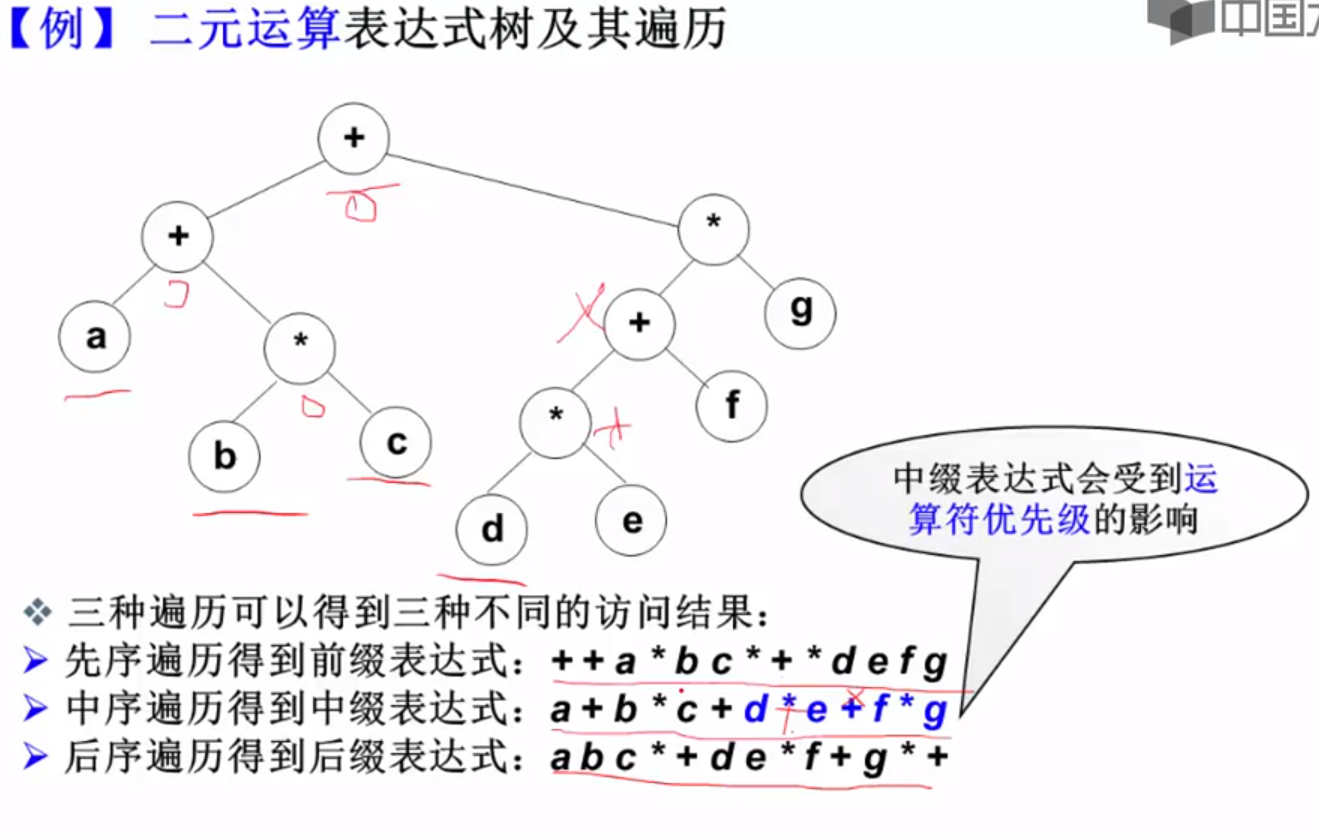 【例】 二元运算表达式树及其遍历
中国
+
+
*
a
*
+
g
b
c
*
f
d
e
中缀表达式会受到运
算符优先级的影响
三种遍历可以得到三种不同的访问结果：
先序遍历得到前缀表达式：++a*bc*+*defg
中序遍历得到中缀表达式：a+b*c+d*e+f*g
后序遍历得到后缀表达式：abc*+de*f+g*+